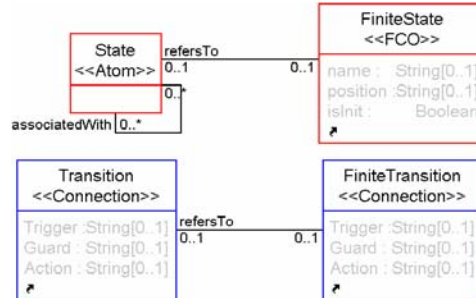 State
<<Atom>>
refersTo
0..1
0..1
0..*
associatedWith
0..*
FiniteState
<<FCO>>
name : String[0..1]
position :String[0..1]
isInit : Boolean
Transition
<<Connection>>
Trigger :String[0..1]
Guard : String[0..1]
Action : String[0..1]
refersTo
0..1
0..1
FiniteTransition
<<Connection>>
Trigger :String[0..1]
Guard : String[0..1]
Action : String[0..1]